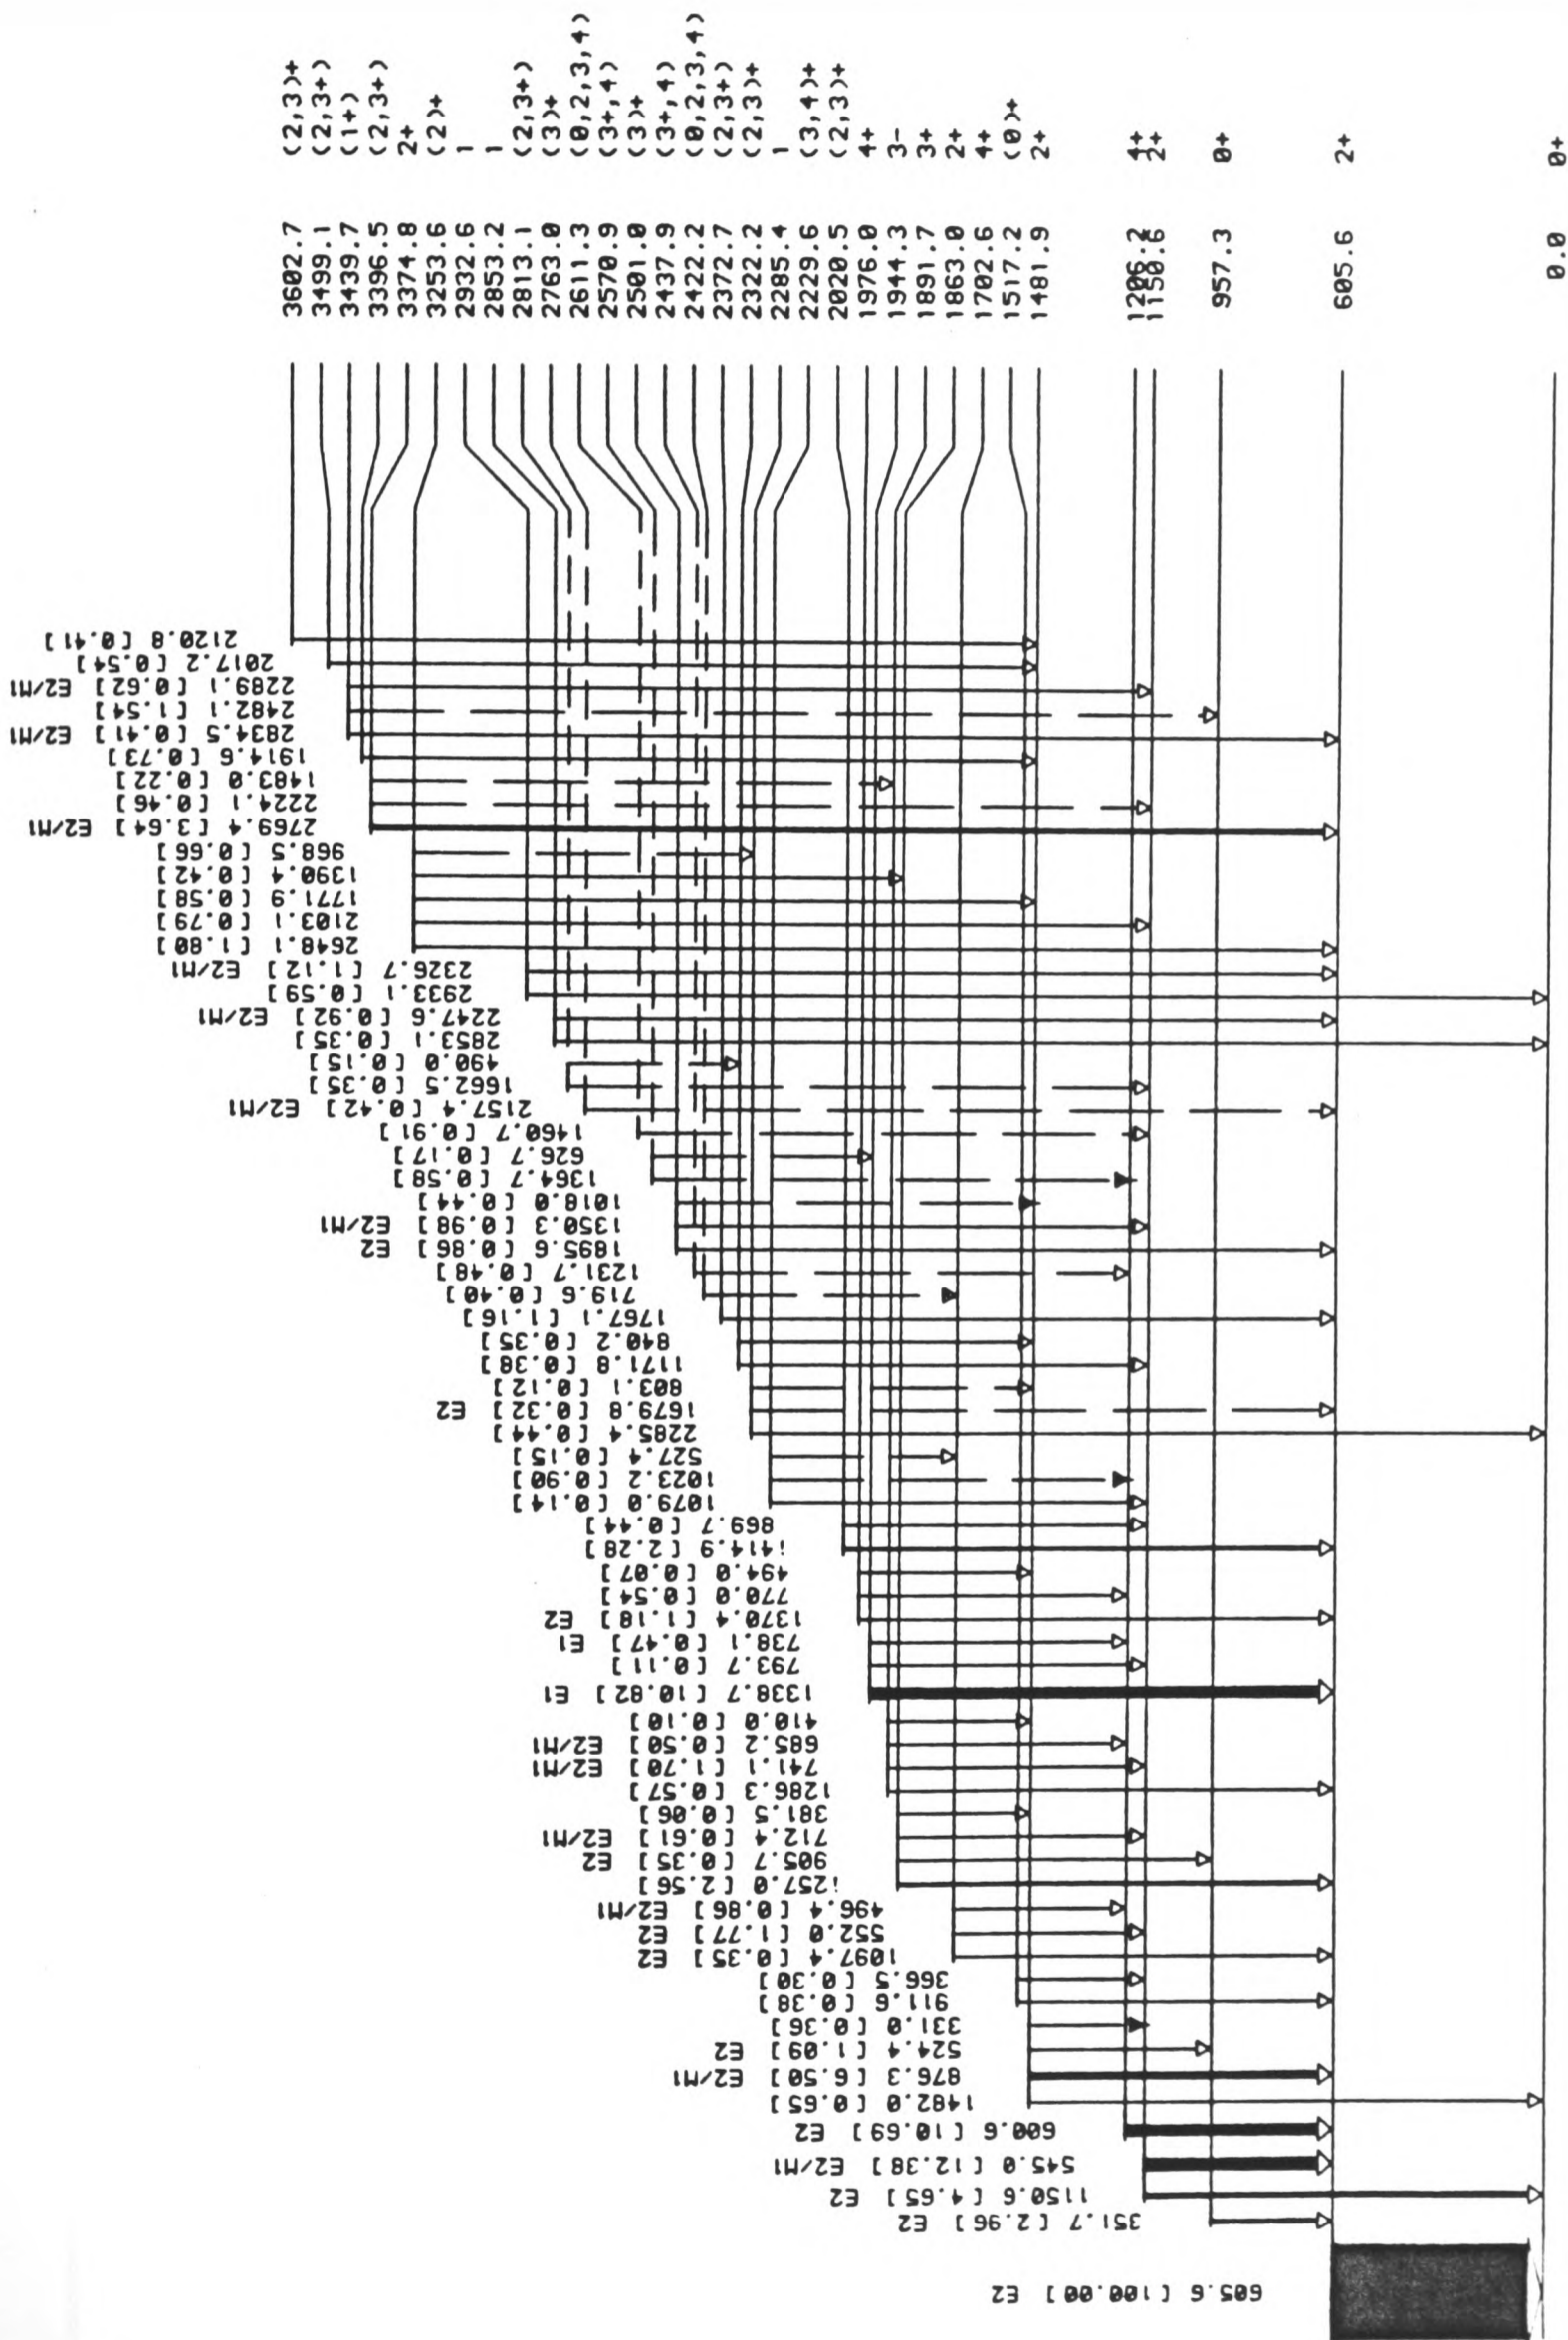 3602.7 (2,3)+
3499.1 (2,3+)
3439.7 (1+)
3396.5 (2,3+)
3374.8 2+
3253.6 (2)+
2932.6 1
2853.2 1
2813.1 (2,3+)
2763.0 (3)+
2611.3 (0,2,3,4)
2570.9 (3+,4)
2501.0 (3)+
2437.9 (3+,4)
2422.2 (0,2,3,4)
2372.7 (2,3+)
2322.2 (2,3)+
2285.4 1
2229.6 (3,4)+
2020.5 (2,3)+
1976.0 4+
1944.3 3-
1891.7 3+
1863.0 2+
1702.6 4+
1517.2 (0)+
1481.9 2+
1206.2 4+
1150.6 2+
957.3 0+
605.6 2+
0.0 0+
2120.8 [0.41]
2017.2 [0.54]
2289.1 [0.62] E2/M1
2482.1 [1.54]
2834.5 [0.41] E2/M1
1914.6 [0.73]
1483.0 [0.22]
2224.1 [0.46]
2769.4 [3.64] E2/M1
968.5 [0.66]
1390.4 [0.42]
1771.9 [0.58]
2103.1 [0.79]
2648.1 [1.80]
2326.7 [1.12] E2/M1
2933.1 [0.59]
2247.6 [0.92] E2/M1
2853.1 [0.35]
490.0 [0.15]
1662.5 [0.35]
2157.4 [0.42] E2/M1
1460.7 [0.91]
626.7 [0.17]
1364.7 [0.58]
1018.0 [0.44]
1350.3 [0.98] E2/M1
1895.6 [0.86] E2
1231.7 [0.48]
719.6 [0.40]
1767.1 [1.16]
840.2 [0.35]
1171.8 [0.38]
803.1 [0.12]
1679.8 [0.32] E2
2285.4 [0.44]
527.4 [0.15]
1023.2 [0.90]
1079.0 [0.14]
869.7 [0.44]
1414.9 [2.28]
494.0 [0.07]
770.0 [0.54]
1370.4 [1.18] E2
738.1 [0.47] E1
793.7 [0.11]
1338.7 [10.82] E1
410.0 [0.10]
685.2 [0.50] E2/M1
741.1 [1.70] E2/M1
1286.3 [0.57]
381.5 [0.06]
712.4 [0.61] E2/M1
905.7 [0.35] E2
1257.0 [2.56]
496.4 [0.86] E2/M1
552.0 [1.77] E2
1097.4 [0.35] E2
366.5 [0.30]
911.6 [0.38]
331.0 [0.36]
524.4 [1.09] E2
876.3 [6.50] E2/M1
1482.0 [0.65]
600.6 [10.69] E2
545.0 [12.38] E2/M1
1150.6 [4.65] E2
351.7 [2.96] E2
605.6 [100.00] E2